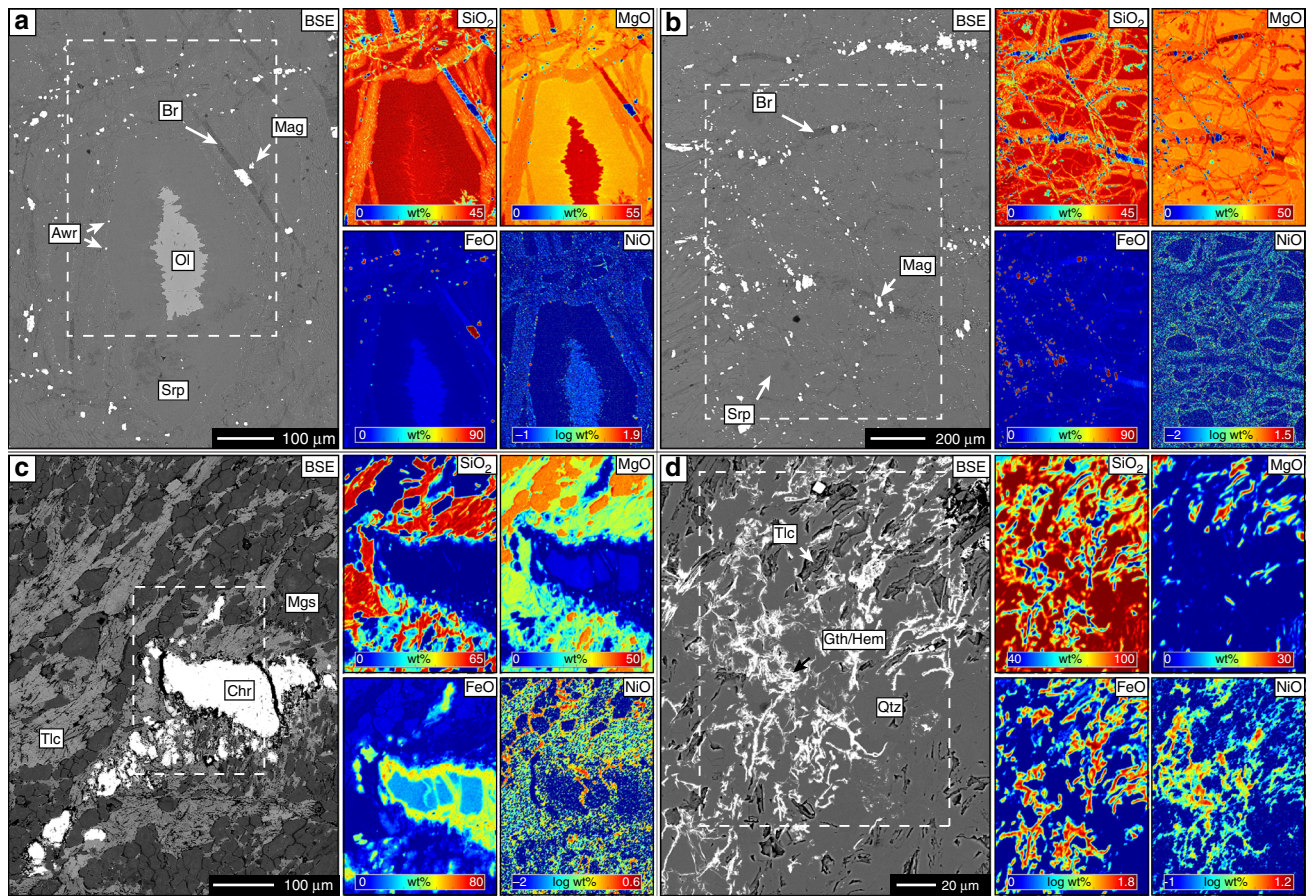 a
BSE
Br
Mag
Awr
Ol
Srp
100 μm
SiO₂
0 wt% 45
MgO
0 wt% 55
FeO
0 wt% 90
NiO
−1 log wt% 1.9
b
BSE
Br
Mag
Srp
200 μm
SiO₂
0 wt% 45
MgO
0 wt% 50
FeO
0 wt% 90
NiO
−2 log wt% 1.5
c
BSE
Mgs
Chr
Tlc
100 μm
SiO₂
0 wt% 65
MgO
0 wt% 50
FeO
0 wt% 80
NiO
−2 log wt% 0.6
d
BSE
Tlc
Gth/Hem
Qtz
20 μm
SiO₂
40 wt% 100
MgO
0 wt% 30
FeO
0 wt% 1.8
NiO
−1 log wt% 1.2